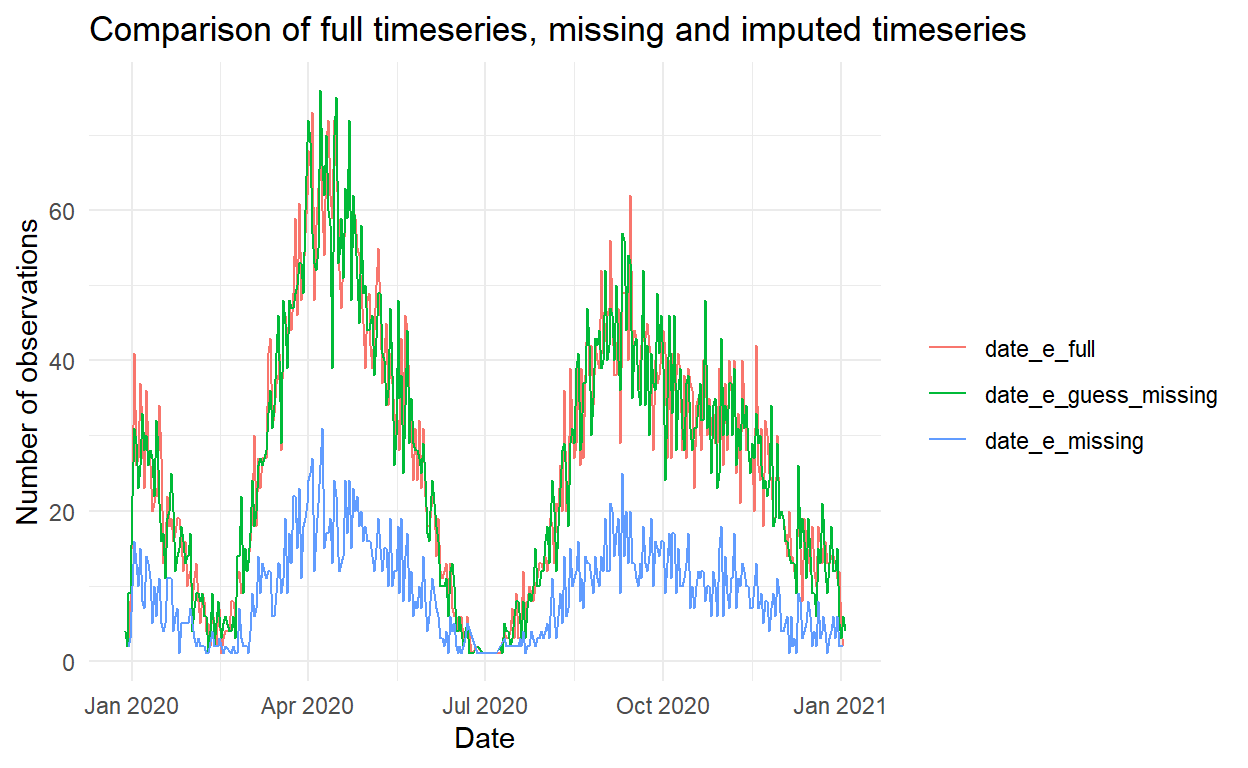 Comparison of full timeseries, missing and imputed timeseries
Number of observations
60
40
20
0
Jan 2020
Apr 2020
Jul 2020
Oct 2020
Jan 2021
Date
date_e_full
date_e_guess_missing
date_e_missing